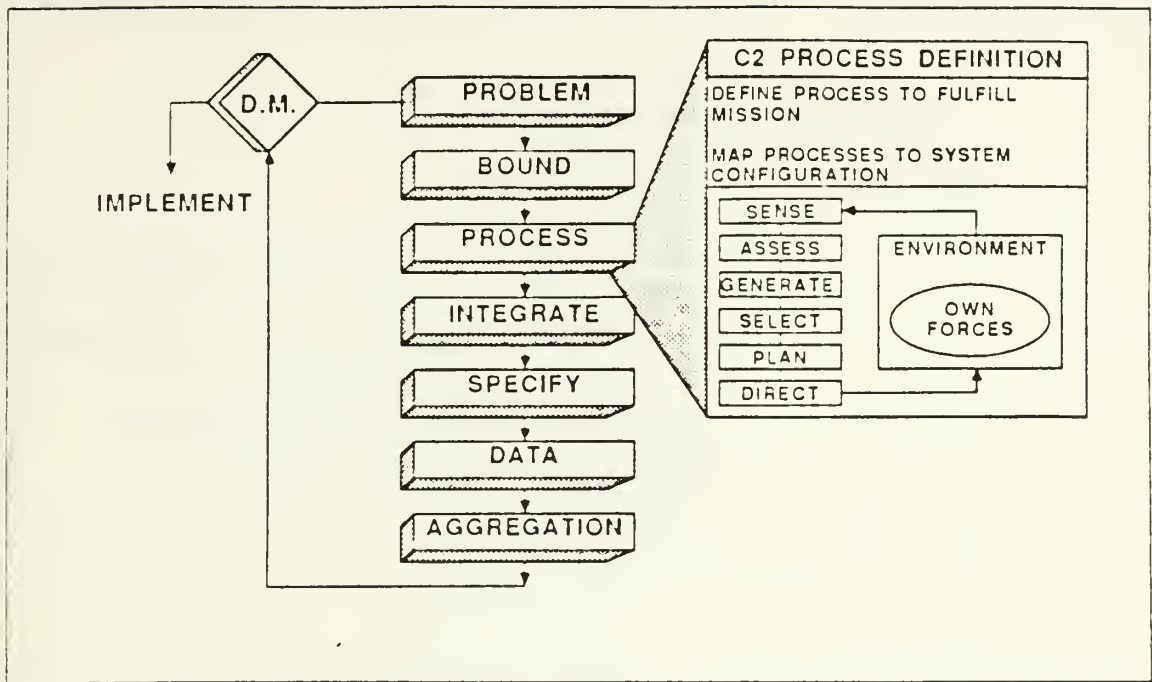 D.M.
IMPLEMENT
PROBLEM
BOUND
PROCESS
INTEGRATE
SPECIFY
DATA
AGGREGATION
C2 PROCESS DEFINITION
DEFINE PROCESS TO FULFILL
MISSION
MAP PROCESSES TO SYSTEM
CONFIGURATION
SENSE
ASSESS
GENERATE
SELECT
PLAN
DIRECT
ENVIRONMENT
OWN
FORCES